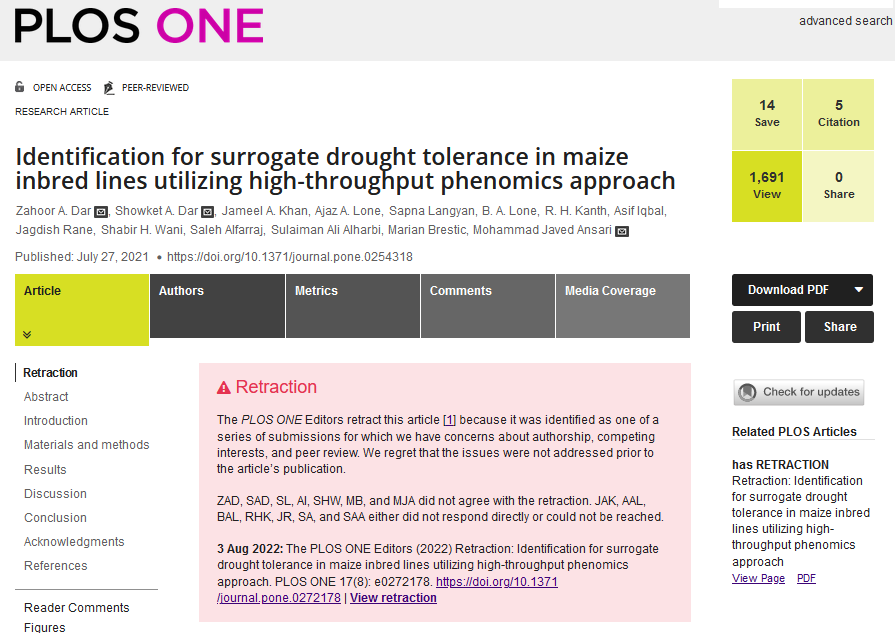 PLOS ONE
advanced search
OPEN ACCESS PEER-REVIEWED
RESEARCH ARTICLE
Identification for surrogate drought tolerance in maize
inbred lines utilizing high-throughput phenomics approach
Zahoor A. Dar, Showket A. Dar, Jameel A. Khan, Ajaz A. Lone, Sapna Langyan, B. A. Lone, R. H. Kanth, Asif Iqbal,
Jagdish Rane, Shabir H. Wani, Saleh Alfarraj, Sulaiman Ali Alharbi, Marian Brestic, Mohammad Javed Ansari
Published: July 27, 2021 • https://doi.org/10.1371/journal.pone.0254318
14
Save
5
Citation
1,691
View
0
Share
Article
Authors
Metrics
Comments
Media Coverage
Download PDF
Print
Share
Check for updates
Related PLOS Articles
has RETRACTION
Retraction: Identification
for surrogate drought
tolerance in maize inbred
lines utilizing high-
throughput phenomics
approach
View Page PDF
Retraction
Abstract
Introduction
Materials and methods
Results
Discussion
Conclusion
Acknowledgments
References
Reader Comments
Figures
Retraction
The PLOS ONE Editors retract this article [1] because it was identified as one of a
series of submissions for which we have concerns about authorship, competing
interests, and peer review. We regret that the issues were not addressed prior to
the article's publication.
ZAD, SAD, SL, AI, SHW, MB, and MJA did not agree with the retraction. JAK, AAL,
BAL, RHK, JR, SA, and SAA either did not respond directly or could not be reached.
3 Aug 2022: The PLOS ONE Editors (2022) Retraction: Identification for surrogate
drought tolerance in maize inbred lines utilizing high-throughput phenomics
approach. PLOS ONE 17(8): e0272178. https://doi.org/10.1371
/journal.pone.0272178 | View retraction